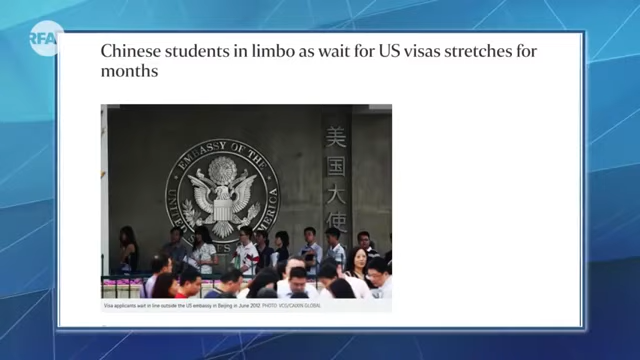 RFA
Chinese students in limbo as wait for US visas stretches for
months
EMBASSY OF THE
UNITED STATES
AMERICA
美国大使
Visa applicants wait in line outside the US embassy in Beijing in June 2012. PHOTO: VCG/CAIXIN GLOBAL